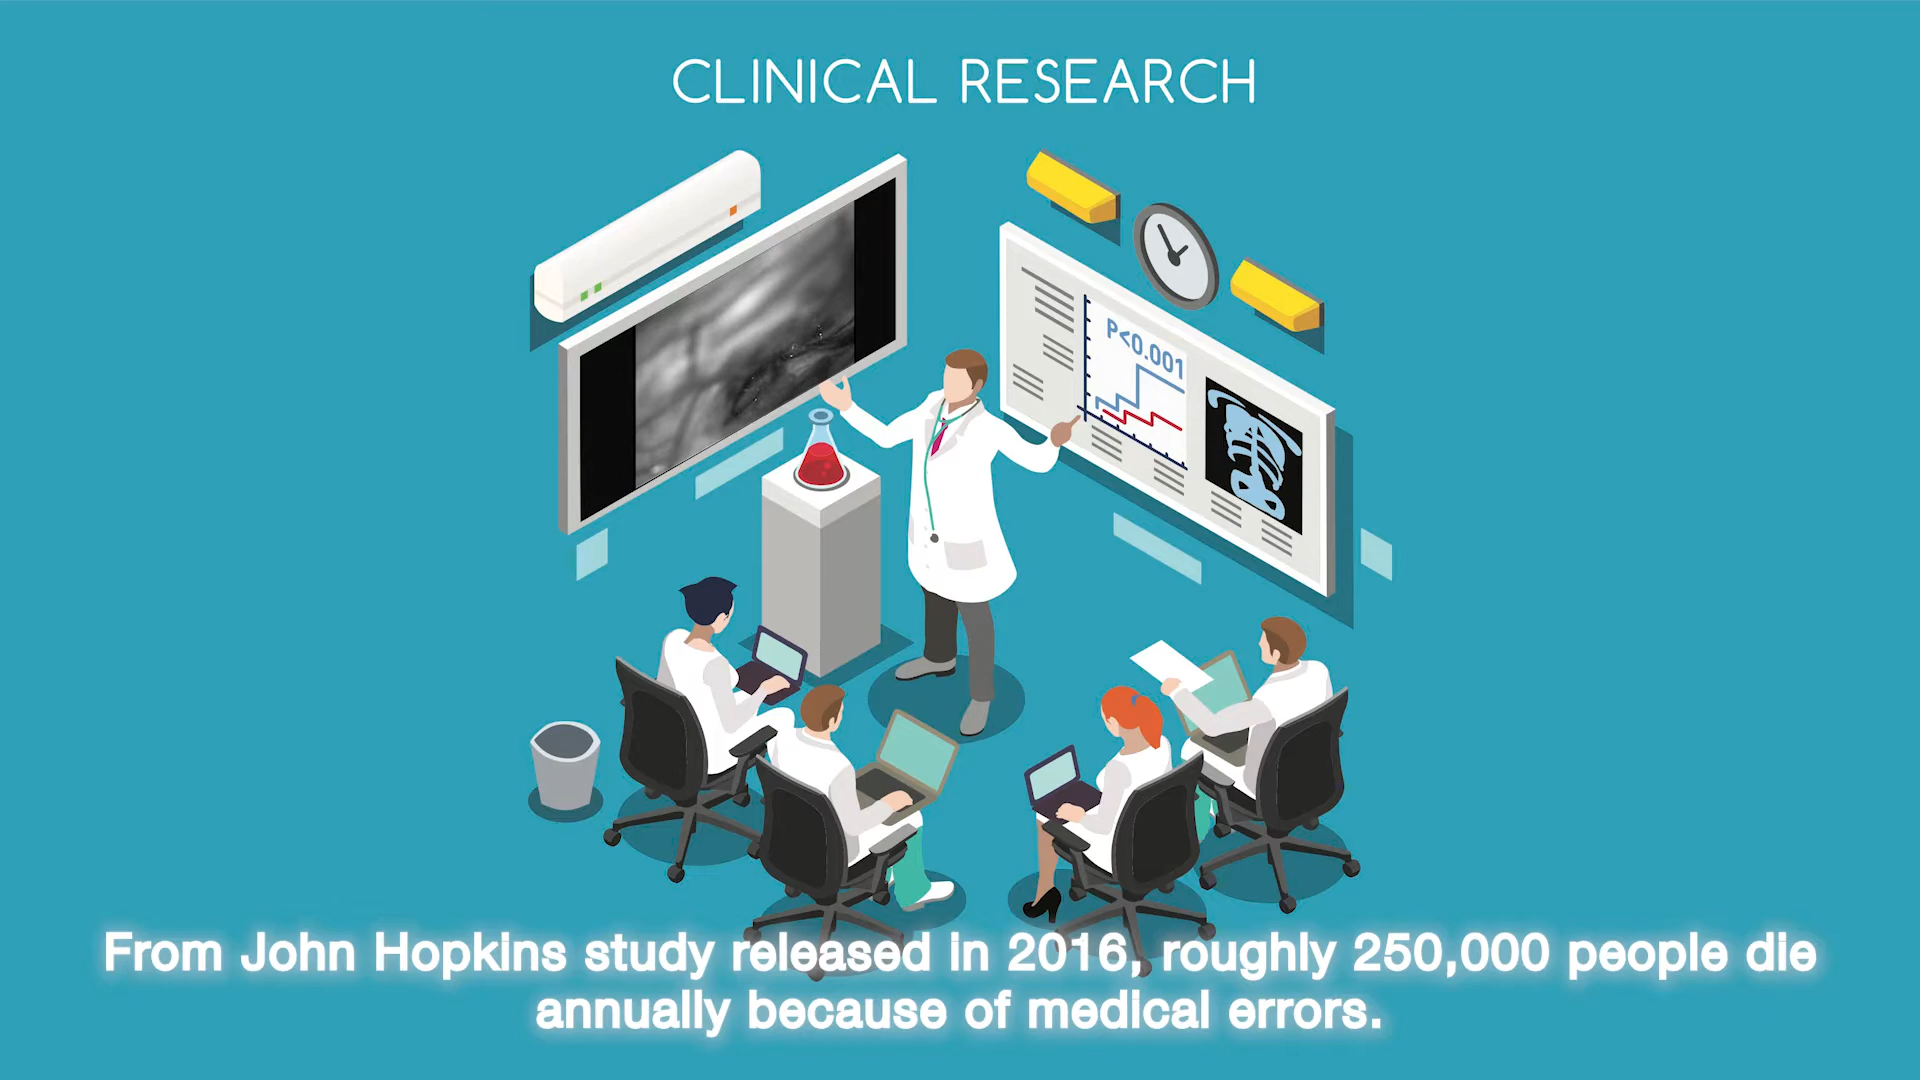 CLINICAL RESEARCH
P<0.001
From John Hopkins study released in 2016, roughly 250,000 people die
annually because of medical errors.